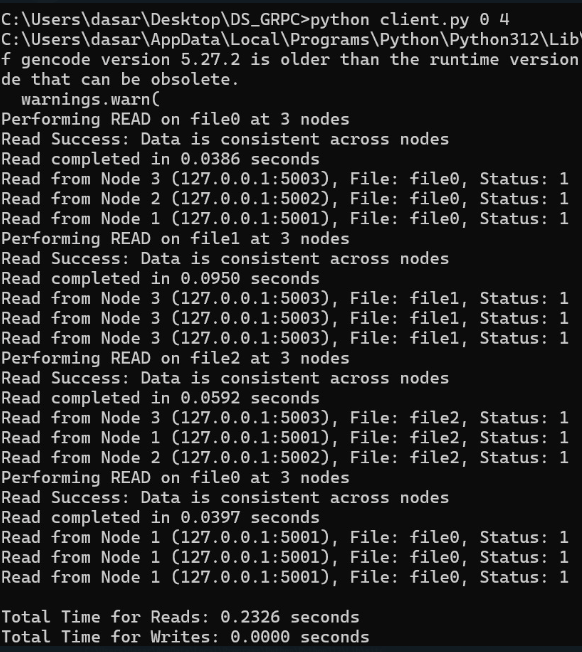 C:\Users\dasar\Desktop\DS_GRPC>python client.py 0 4
C:\Users\dasar\AppData\Local\Programs\Python\Python312\Lib\
f gencode version 5.27.2 is older than the runtime version
de that can be obsolete.
  warnings.warn(
Performing READ on file0 at 3 nodes
Read Success: Data is consistent across nodes
Read completed in 0.0386 seconds
Read from Node 3 (127.0.0.1:5003), File: file0, Status: 1
Read from Node 2 (127.0.0.1:5002), File: file0, Status: 1
Read from Node 1 (127.0.0.1:5001), File: file0, Status: 1
Performing READ on file1 at 3 nodes
Read Success: Data is consistent across nodes
Read completed in 0.0950 seconds
Read from Node 3 (127.0.0.1:5003), File: file1, Status: 1
Read from Node 3 (127.0.0.1:5003), File: file1, Status: 1
Read from Node 3 (127.0.0.1:5003), File: file1, Status: 1
Performing READ on file2 at 3 nodes
Read Success: Data is consistent across nodes
Read completed in 0.0592 seconds
Read from Node 3 (127.0.0.1:5003), File: file2, Status: 1
Read from Node 1 (127.0.0.1:5001), File: file2, Status: 1
Read from Node 2 (127.0.0.1:5002), File: file2, Status: 1
Performing READ on file0 at 3 nodes
Read Success: Data is consistent across nodes
Read completed in 0.0397 seconds
Read from Node 1 (127.0.0.1:5001), File: file0, Status: 1
Read from Node 1 (127.0.0.1:5001), File: file0, Status: 1
Read from Node 1 (127.0.0.1:5001), File: file0, Status: 1
Total Time for Reads: 0.2326 seconds
Total Time for Writes: 0.0000 seconds